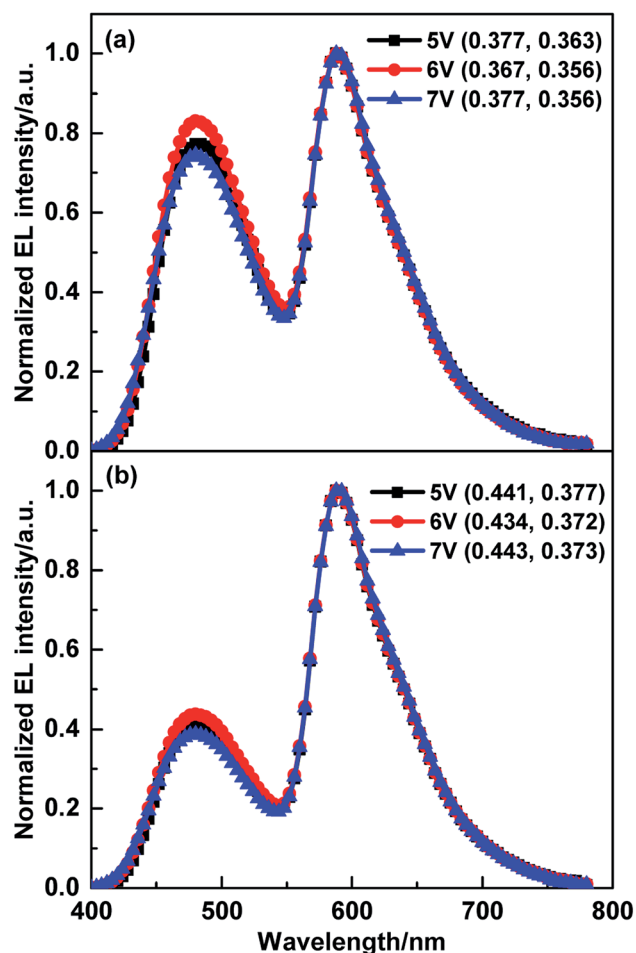 (a)
5V (0.377, 0.363)
6V (0.367, 0.356)
7V (0.377, 0.356)
Normalized EL intensity/a.u.
1.0
0.8
0.6
0.4
0.2
0.0
(b)
5V (0.441, 0.377)
6V (0.434, 0.372)
7V (0.443, 0.373)
Normalized EL intensity/a.u.
1.0
0.8
0.6
0.4
0.2
0.0
400 500 600 700 800
Wavelength/nm